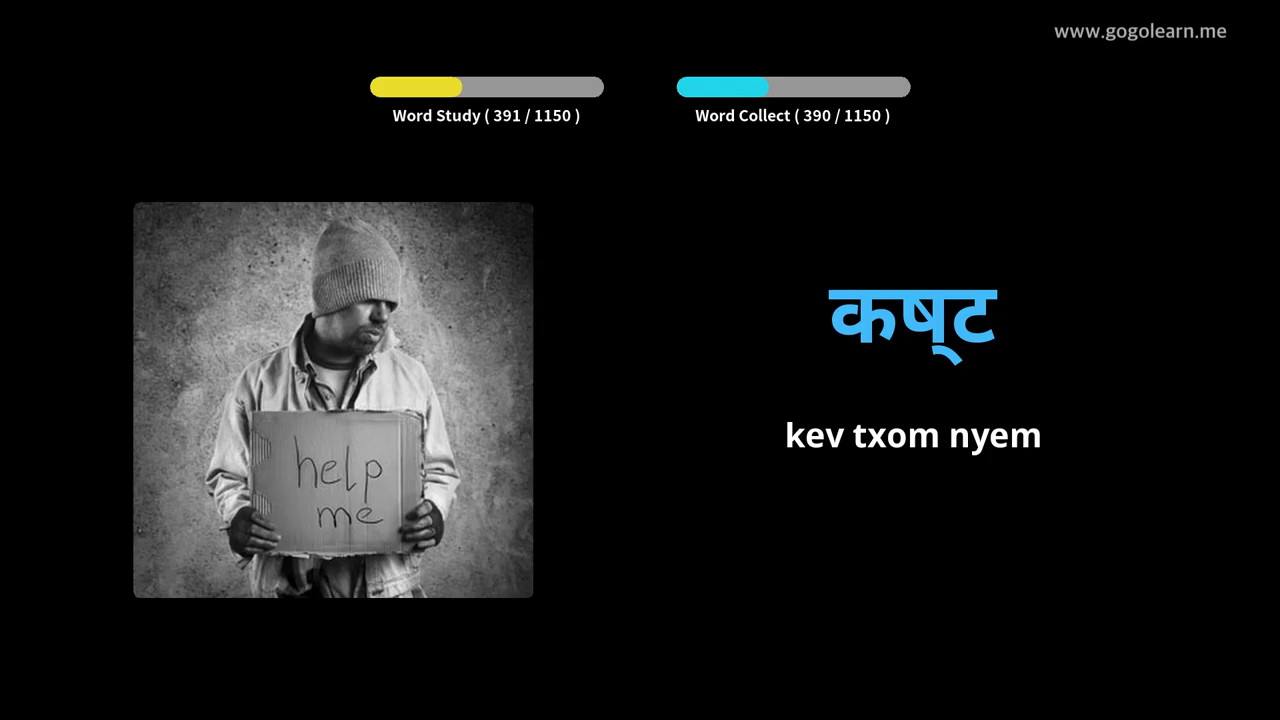 www.gogolearn.me
Word Study ( 391 / 1150 )
Word Collect ( 390 / 1150 )
help
me
कष्ट
kev txom nyem